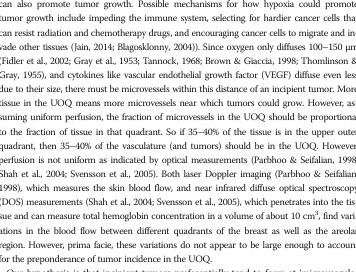 can also promote tumor growth. Possible mechanisms for how hypoxia could promote
tumor growth include impeding the immune system, selecting for hardier cancer cells tha
can resist radiation and chemotherapy drugs, and encouraging cancer cells to migrate and in-
vade other tissues (Jain, 2014; Blagosklonny, 2004)). Since oxygen only diffuses 100–150 μm
(Fidler et al., 2002; Gray et al., 1953; Tannock, 1968; Brown & Giaccia, 1998; Thomlinson &
Gray, 1955), and cytokines like vascular endothelial growth factor (VEGF) diffuse even less
due to their size, there must be microvessels within this distance of an incipient tumor. More
tissue in the UOQ means more microvessels near which tumors could grow. However, as-
suming uniform perfusion, the fraction of microvessels in the UOQ should be proportiona
to the fraction of tissue in that quadrant. So if 35–40% of the tissue is in the upper oute
quadrant, then 35–40% of the vasculature (and tumors) should be in the UOQ. However
perfusion is not uniform as indicated by optical measurements (Parbhoo & Seifalian, 1998
Shah et al., 2004; Svensson et al., 2005). Both laser Doppler imaging (Parbhoo & Seifalian
1998), which measures the skin blood flow, and near infrared diffuse optical spectroscopy
(DOS) measurements (Shah et al., 2004; Svensson et al., 2005), which penetrates into the tis-
sue and can measure total hemoglobin concentration in a volume of about 10 cm³, find vari-
ations in the blood flow between different quadrants of the breast as well as the areola
region. However, prima facie, these variations do not appear to be large enough to account
for the preponderance of tumor incidence in the UOQ.